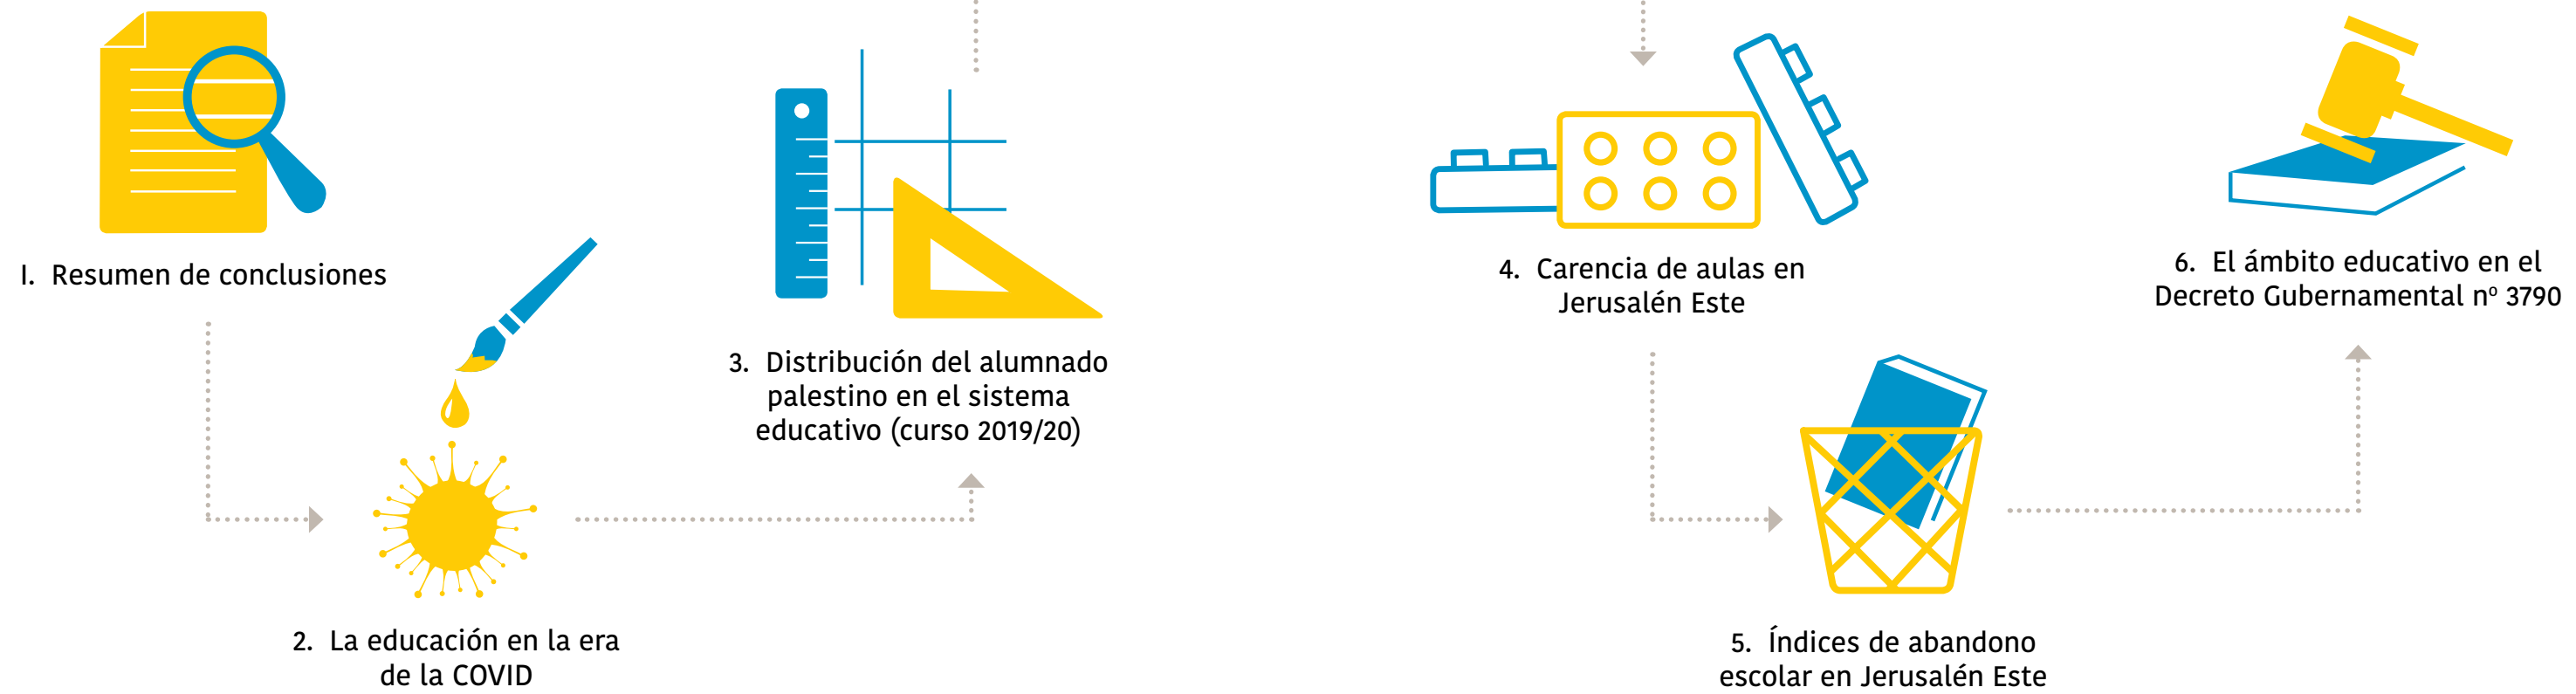 I. Resumen de conclusiones
2. La educación en la era
de la COVID
3. Distribución del alumnado
palestino en el sistema
educativo (curso 2019/20)
4. Carencia de aulas en
Jerusalén Este
5. Índices de abandono
escolar en Jerusalén Este
6. El ámbito educativo en el
Decreto Gubernamental nº 3790